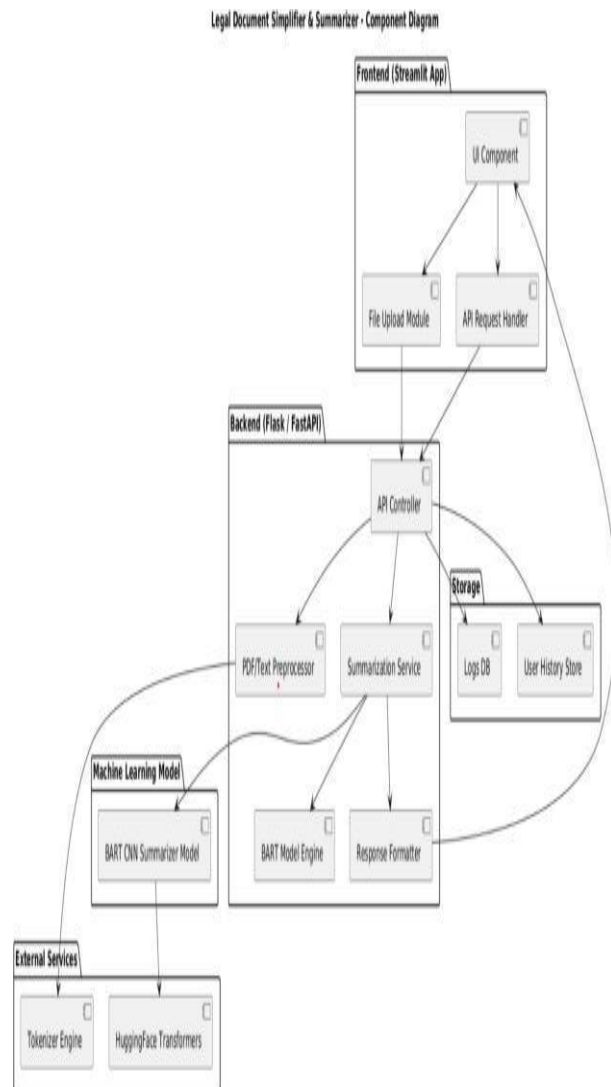 Legal Document Simplifier & Summarizer - Component Diagram
Frontend (Streamlit App)
UI Component
File Upload Module
API Request Handler
Backend (Flask / FastAPI)
API Controller
Storage
PDF/Text Preprocessor
Summarization Service
Logs DB
User History Store
Machine Learning Model
BART CNN Summarizer Model
BART Model Engine
Response Formatter
External Services
Tokenizer Engine
HuggingFace Transformers